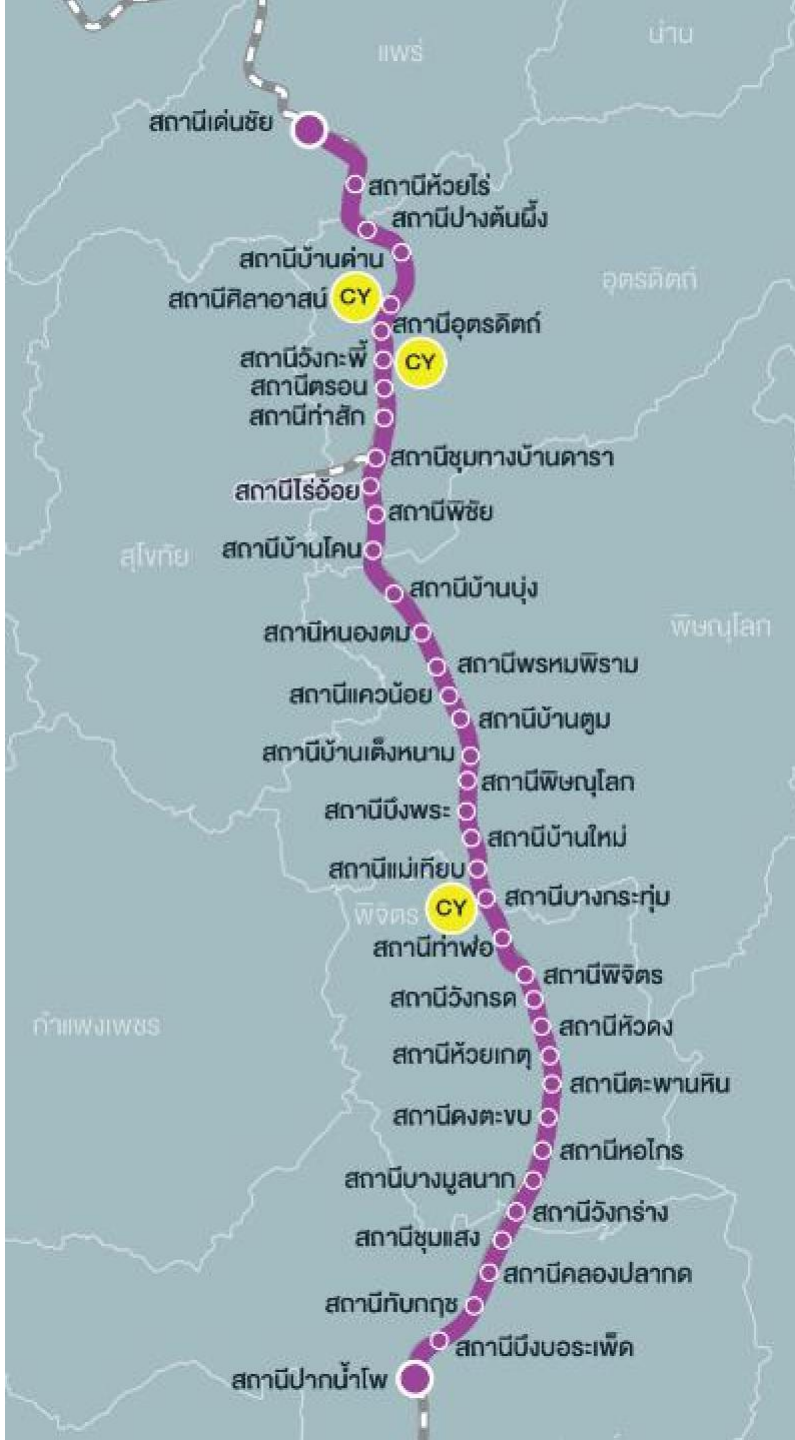 น่าน
แพร่
สถานีเด่นชัย
สถานีห้วยไร่
สถานีปางต้นผึ้ง
สถานีบ้านด่าน
อุตรดิตถ์
สถานีศิลาอาสน์
CY
สถานีอุตรดิตถ์
สถานีวังกะพี้
CY
สถานีตรอน
สถานีท่าสัก
สถานีชุมทางบ้านดารา
สถานีไร่อ้อย
สถานีพิชัย
สถานีบ้านโคน
สุโขทัย
สถานีบ้านบุ่ง
พิษณุโลก
สถานีหนองตม
สถานีพรหมพิราม
สถานีแควน้อย
สถานีบ้านตูม
สถานีบ้านเต็งหนาม
สถานีพิษณุโลก
สถานีบึงพระ
สถานีบ้านใหม่
สถานีแม่เทียบ
สถานีบางกระทุ่ม
พิจิตร
CY
สถานีท่าฬ่อ
สถานีพิจิตร
สถานีวังกรด
กำแพงเพชร
สถานีหัวดง
สถานีห้วยเกตุ
สถานีตะพานหิน
สถานีดงตะขบ
สถานีหอไกร
สถานีบางมูลนาก
สถานีวังกร่าง
สถานีชุมแสง
สถานีคลองปลากด
สถานีทับกฤช
สถานีบึงบอระเพ็ด
สถานีปากน้ำโพ